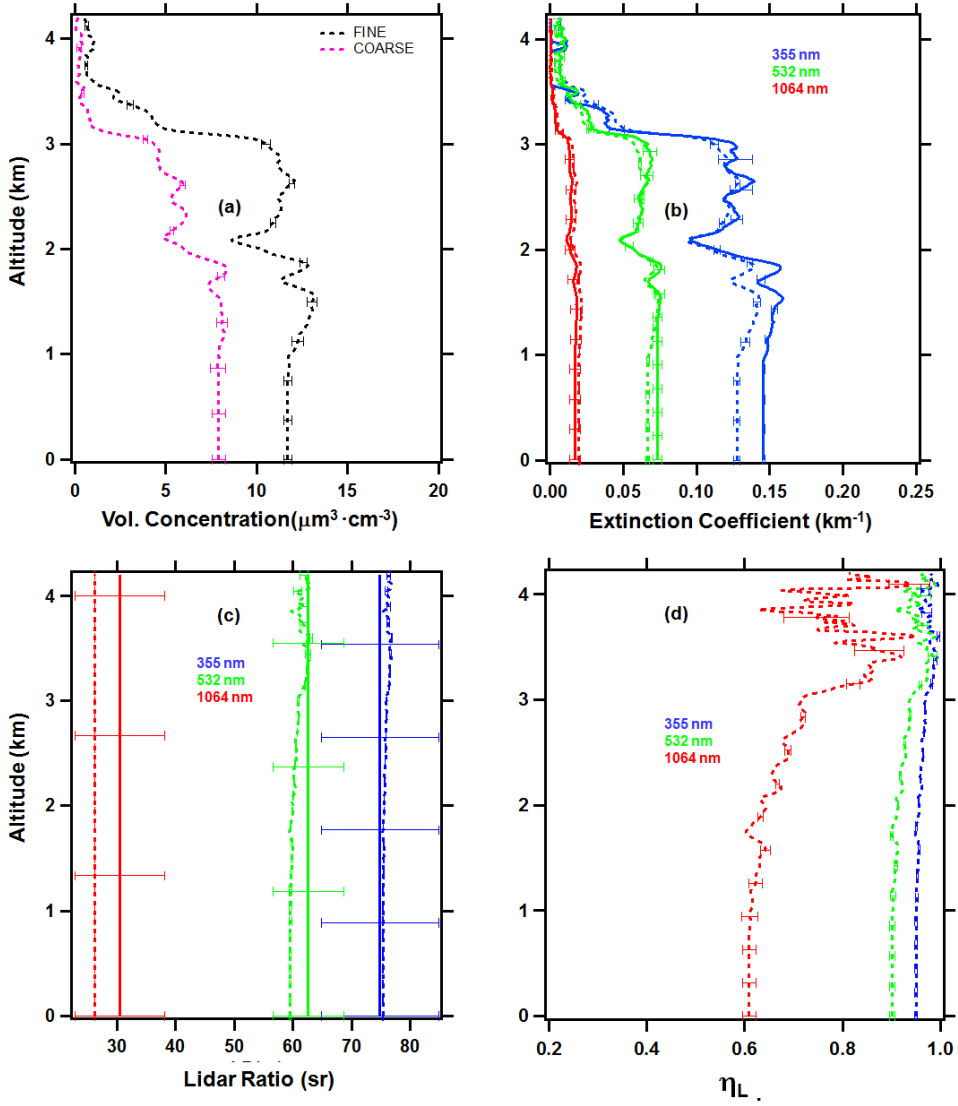 0 5 10 15 20
4
3
2
1
0
Altitude (km)
FINE
COARSE
(a)
Vol. Concentration(μm³·cm⁻³)
0.00 0.05 0.10 0.15 0.20 0.25
4
3
2
1
0
355 nm
532 nm
1064 nm
(b)
Extinction Coefficient (km⁻¹)
4
3
2
1
0
Altitude (km)
(c)
355 nm
532 nm
1064 nm
30 40 50 60 70 80
Lidar Ratio (sr)
4
3
2
1
0
(d)
355 nm
532 nm
1064 nm
0.2 0.4 0.6 0.8 1.0
ηL